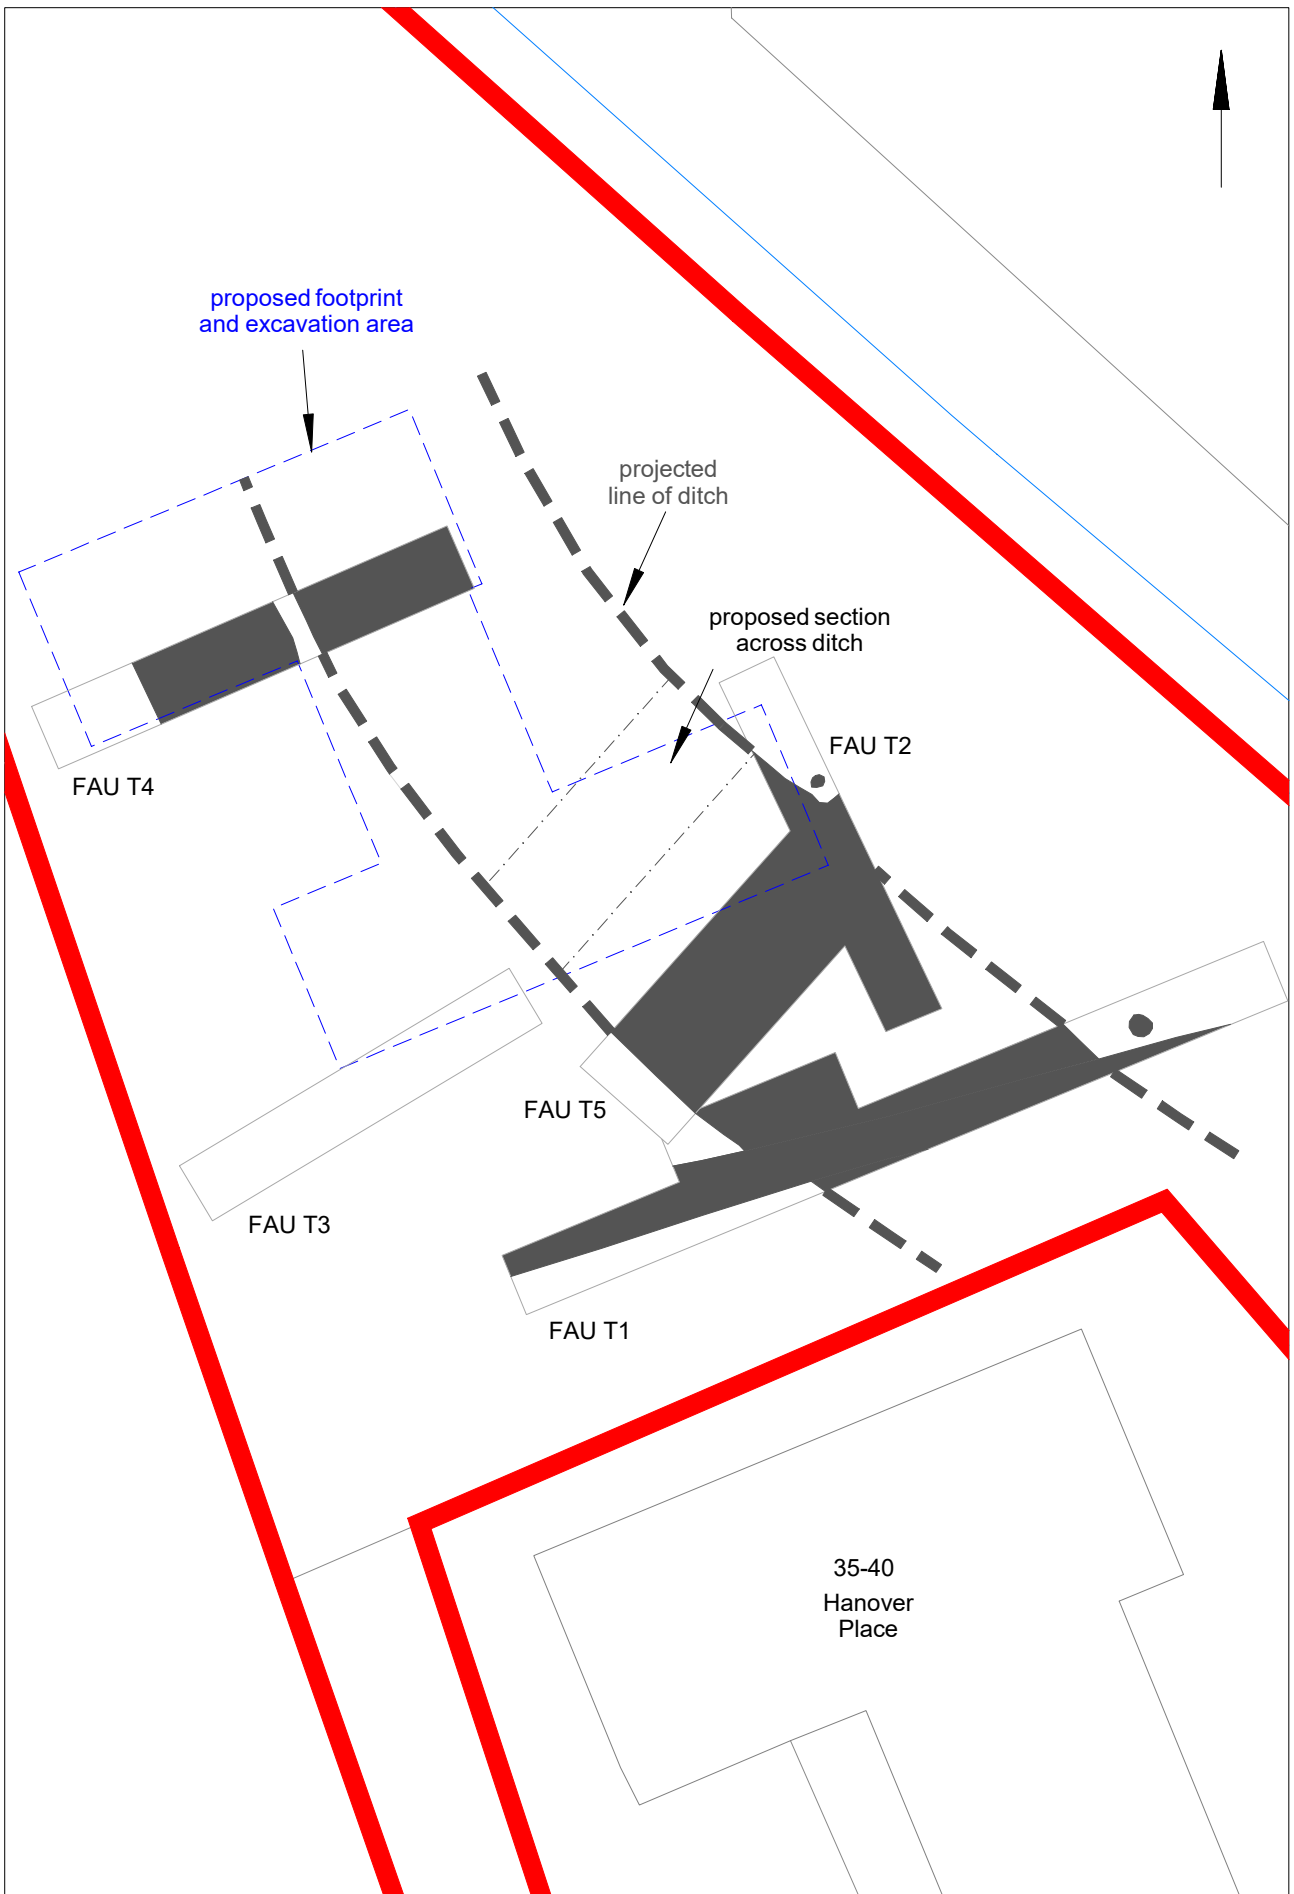 proposed footprint
and excavation area
projected
line of ditch
proposed section
across ditch
FAU T2
FAU T4
FAU T5
FAU T3
FAU T1
35-40
Hanover
Place